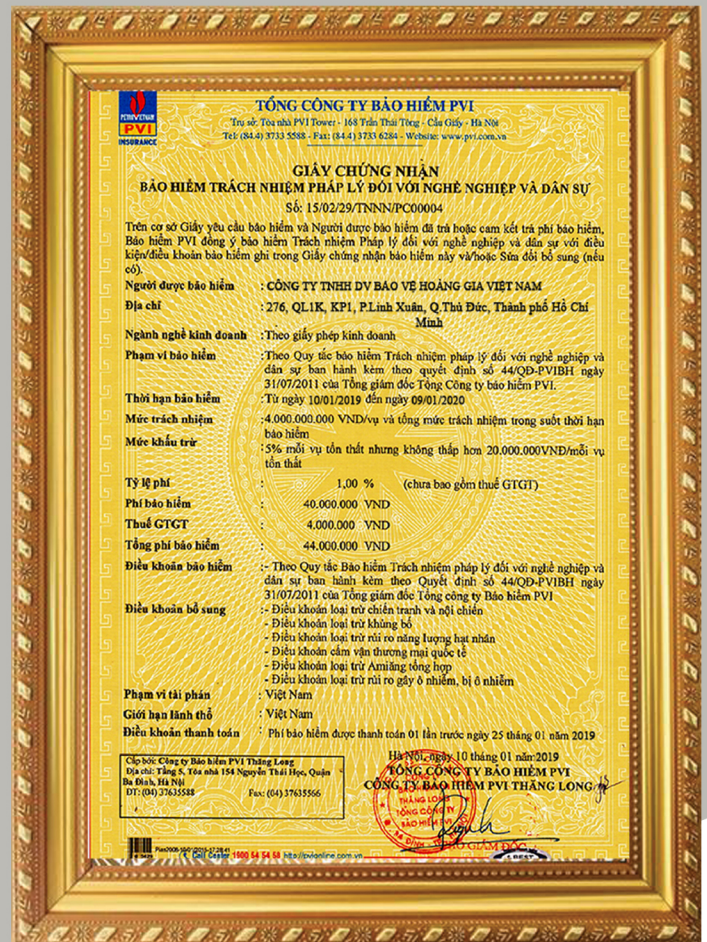 PETROVIETNAM
PVI
INSURANCE
TỔNG CÔNG TY BẢO HIỂM PVI
Trụ sở: Tòa nhà PVI Tower - 168 Trần Thái Tông - Cầu Giấy - Hà Nội
Tel: (84.4) 3733 5588 - Fax: (84.4) 3733 6284 - Website: www.pvi.com.vn
GIẤY CHỨNG NHẬN
BẢO HIỂM TRÁCH NHIỆM PHÁP LÝ ĐỐI VỚI NGHỀ NGHIỆP VÀ DÂN SỰ
Số: 15/02/29/TNNN/PC00004
Trên cơ sở Giấy yêu cầu bảo hiểm và Người được bảo hiểm đã trả hoặc cam kết trả phí bảo hiểm,
Bảo hiểm PVI đồng ý bảo hiểm Trách nhiệm Pháp lý đối với nghề nghiệp và dân sự với điều
kiện/điều khoản bảo hiểm ghi trong Giấy chứng nhận bảo hiểm này và/hoặc Sửa đổi bổ sung (nếu
có).
Người được bảo hiểm : CÔNG TY TNHH DV BẢO VỆ HOÀNG GIA VIỆT NAM
Địa chỉ : 276, QL1K, KP1, P.Linh Xuân, Q.Thủ Đức, Thành phố Hồ Chí
Minh
Ngành nghề kinh doanh :Theo giấy phép kinh doanh
Phạm vi bảo hiểm :Theo Quy tắc bảo hiểm Trách nhiệm pháp lý đối với nghề nghiệp và
dân sự ban hành kèm theo quyết định số 44/QĐ-PVIBH ngày
31/07/2011 của Tổng giám đốc Tổng Công ty bảo hiểm PVI.
Thời hạn bảo hiểm :Từ ngày 10/01/2019 đến ngày 09/01/2020
Mức trách nhiệm :4.000.000.000 VND/vụ và tổng mức trách nhiệm trong suốt thời hạn
bảo hiểm
Mức khấu trừ :5% mỗi vụ tổn thất nhưng không thấp hơn 20.000.000VNĐ/mỗi vụ
tổn thất
Tỷ lệ phí : 1,00 % (chưa bao gồm thuế GTGT)
Phí bảo hiểm : 40.000.000 VND
Thuế GTGT : 4.000.000 VND
Tổng phí bảo hiểm : 44.000.000 VND
Điều khoản bảo hiểm :- Theo Quy tắc Bảo hiểm Trách nhiệm pháp lý đối với nghề nghiệp và
dân sự ban hành kèm theo Quyết định số 44/QĐ-PVIBH ngày
31/07/2011 của Tổng giám đốc Tổng công ty Bảo hiểm PVI
Điều khoản bổ sung :- Điều khoản loại trừ chiến tranh và nội chiến
- Điều khoản loại trừ khủng bố
- Điều khoản loại trừ rủi ro năng lượng hạt nhân
- Điều khoản cấm vận thương mại quốc tế
- Điều khoản loại trừ Amiăng tổng hợp
- Điều khoản loại trừ rủi ro gây ô nhiễm, bị ô nhiễm
Phạm vi tài phán : Việt Nam
Giới hạn lãnh thổ : Việt Nam
Điều khoản thanh toán : Phí bảo hiểm được thanh toán 01 lần trước ngày 25 tháng 01 năm 2019
Cấp bởi: Công ty Bảo hiểm PVI Thăng Long
Địa chỉ: Tầng 5, Tòa nhà 154 Nguyễn Thái Học, Quận
Ba Đình, Hà Nội
ĐT: (04) 37635588 Fax: (04) 37635566
Hà Nội, ngày 10 tháng 01 năm 2019
TỔNG CÔNG TY BẢO HIỂM PVI
CÔNG TY BẢO HIỂM PVI THĂNG LONG
CÔNG TY
THĂNG LONG
TỔNG CÔNG TY
BẢO HIỂM PVI
BA ĐÌNH
GIÁM ĐỐC
Call Center 1900 54 54 58 http://pvionline.com.vn